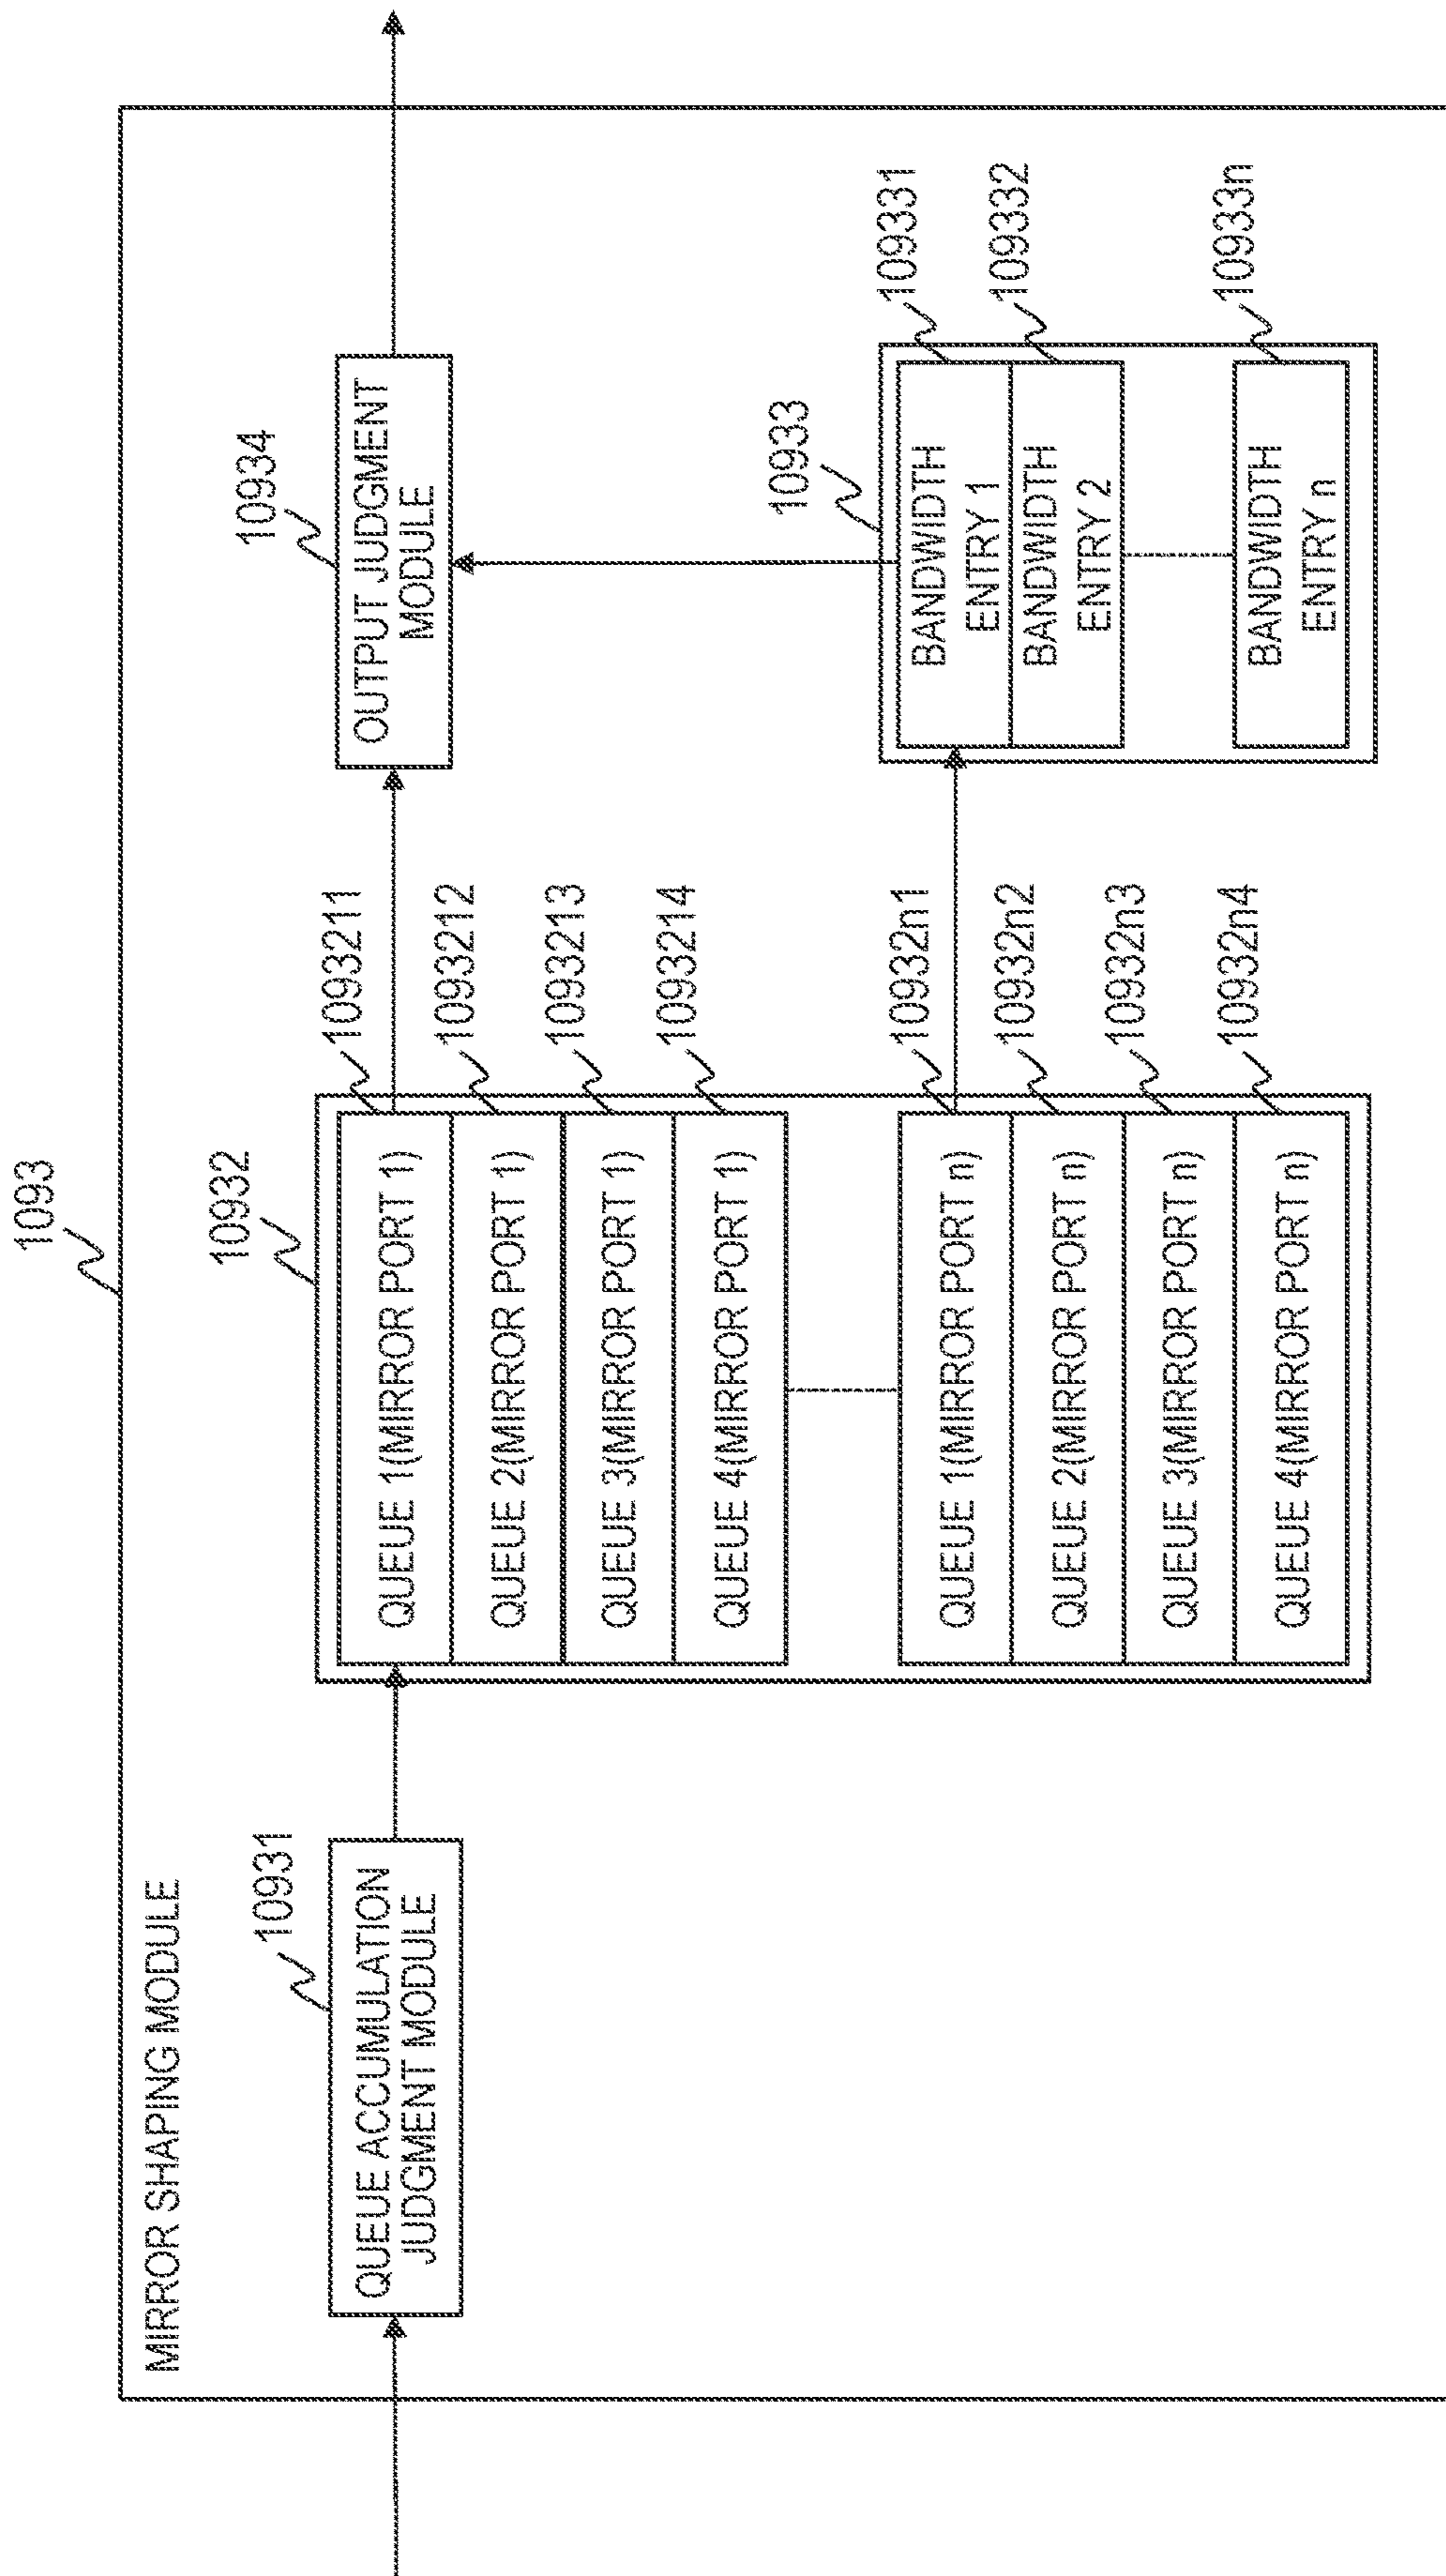 1093
MIRROR SHAPING MODULE
10931
QUEUE ACCUMULATION
JUDGMENT MODULE
10932
QUEUE 1(MIRROR PORT 1)
QUEUE 2(MIRROR PORT 1)
QUEUE 3(MIRROR PORT 1)
QUEUE 4(MIRROR PORT 1)
QUEUE 1(MIRROR PORT n)
QUEUE 2(MIRROR PORT n)
QUEUE 3(MIRROR PORT n)
QUEUE 4(MIRROR PORT n)
1093211
1093212
1093213
1093214
10932n1
10932n2
10932n3
10932n4
10934
OUTPUT JUDGMENT
MODULE
10933
BANDWIDTH
ENTRY 1
BANDWIDTH
ENTRY 2
BANDWIDTH
ENTRY n
109331
109332
10933n